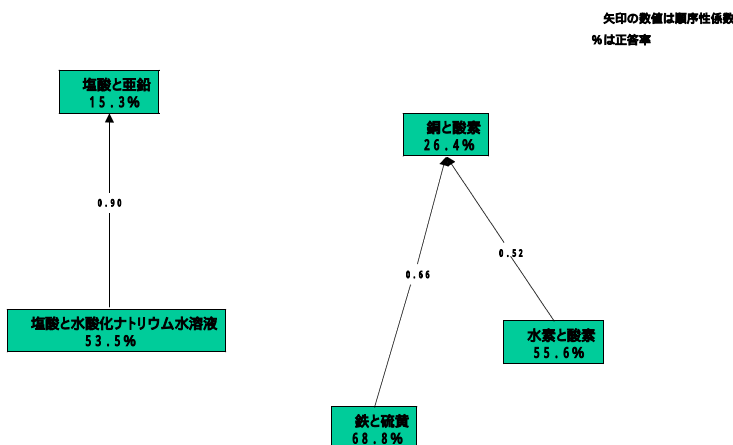 矢印の数値は順序性係数
%は正答率
塩酸と亜鉛
15.3%
銅と酸素
26.4%
0.90
0.52
0.66
塩酸と水酸化ナトリウム水溶液
53.5%
水素と酸素
55.6%
鉄と硫黄
68.8%